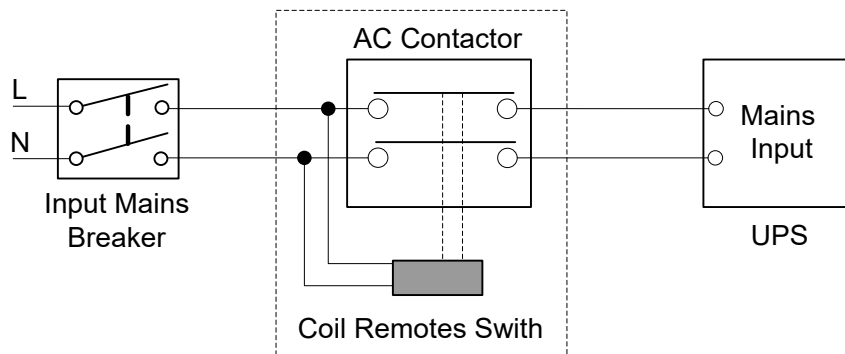 AC Contactor
L
N
Mains
Input
Input Mains
Breaker
UPS
Coil Remotes Swith